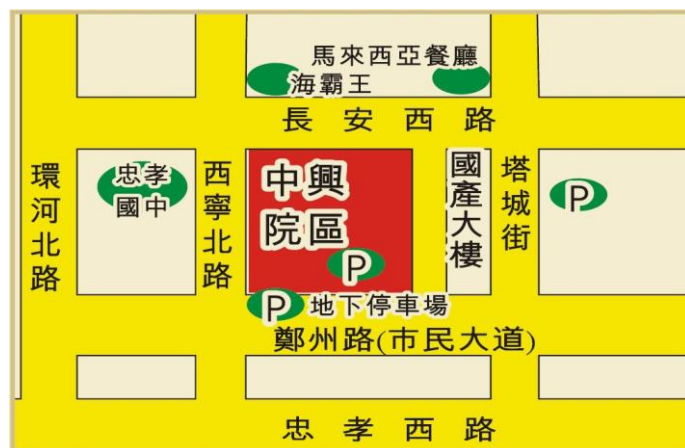 馬來西亞餐廳
海霸王
長安西路
環河北路
忠孝
國中
西寧北路
中興
院區
P
國產大樓
塔城街
P
P 地下停車場
鄭州路(市民大道)
忠孝西路